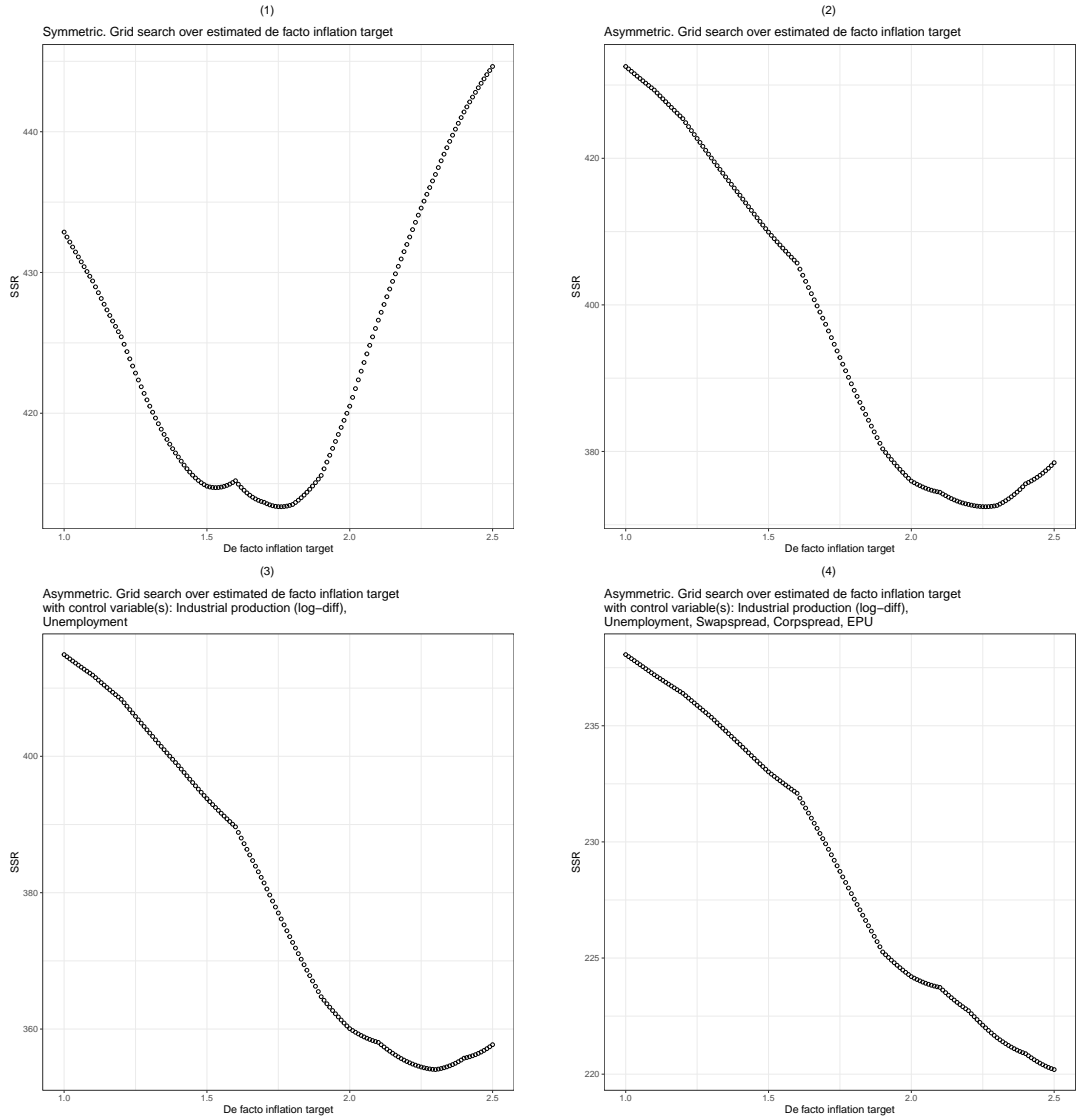 (1)
Symmetric. Grid search over estimated de facto inflation target
440
430
420
SSR
1.0
1.5
2.0
2.5
De facto inflation target
(2)
Asymmetric. Grid search over estimated de facto inflation target
420
400
380
SSR
1.0
1.5
2.0
2.5
De facto inflation target
(3)
Asymmetric. Grid search over estimated de facto inflation target
with control variable(s): Industrial production (log−diff),
Unemployment
400
380
360
SSR
1.0
1.5
2.0
2.5
De facto inflation target
(4)
Asymmetric. Grid search over estimated de facto inflation target
with control variable(s): Industrial production (log−diff),
Unemployment, Swapspread, Corpspread, EPU
235
230
225
220
SSR
1.0
1.5
2.0
2.5
De facto inflation target